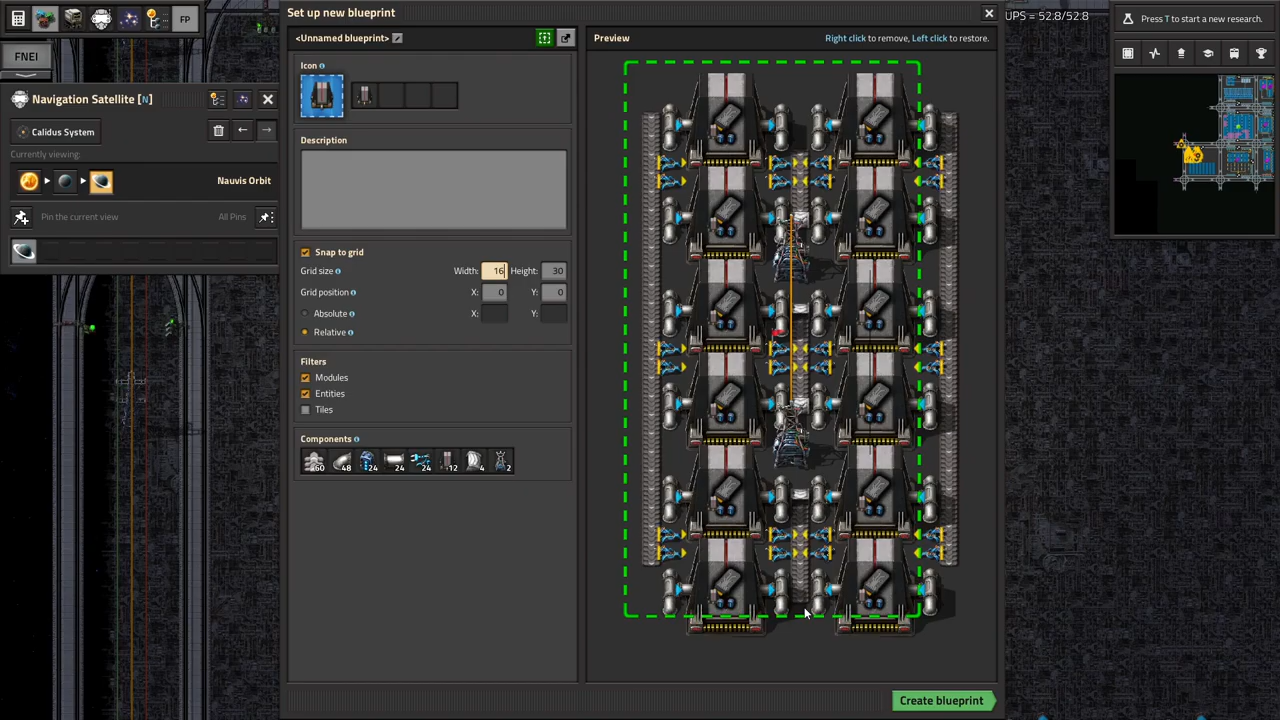 FP
Set up new blueprint
UPS = 52.8/52.8
Press T to start a new research.
FNEI
<Unnamed blueprint>
Preview
Right click to remove, Left click to restore.
Icon
Navigation Satellite [N]
Calidus System
Currently viewing:
Nauvis Orbit
Pin the current view
All Pins
Description
Snap to grid
Grid size
Width: 16
Height: 30
Grid position
X: 0
Y: 0
Absolute
X:
Y:
Relative
Filters
Modules
Entities
Tiles
Components
60 48 24 24 24 12 4 2
9
Create blueprint